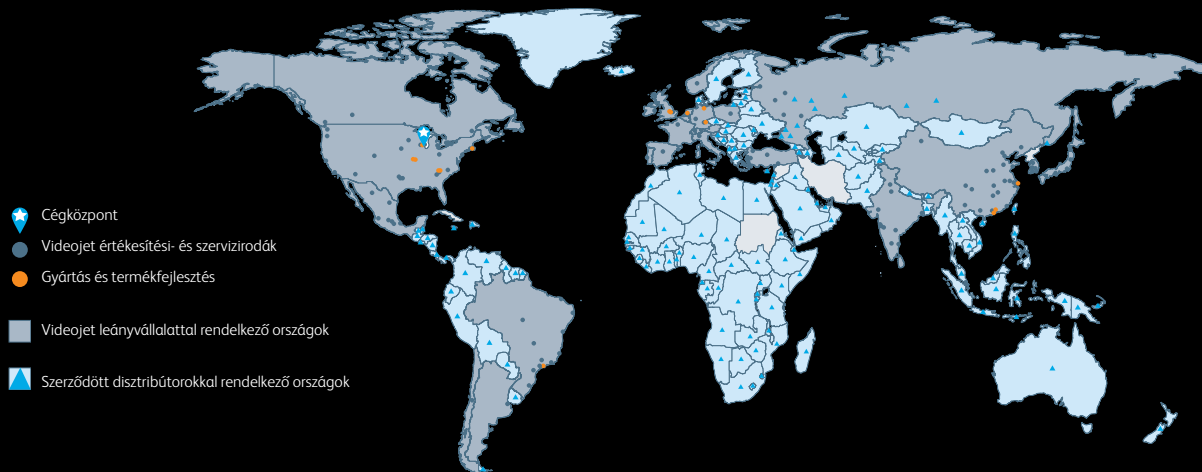 Cégközpont
Videojet értékesítési- és szervizirodák
Gyártás és termékfejlesztés
Videojet leányvállalattal rendelkező országok
Szerződött disztribútorokkal rendelkező országok